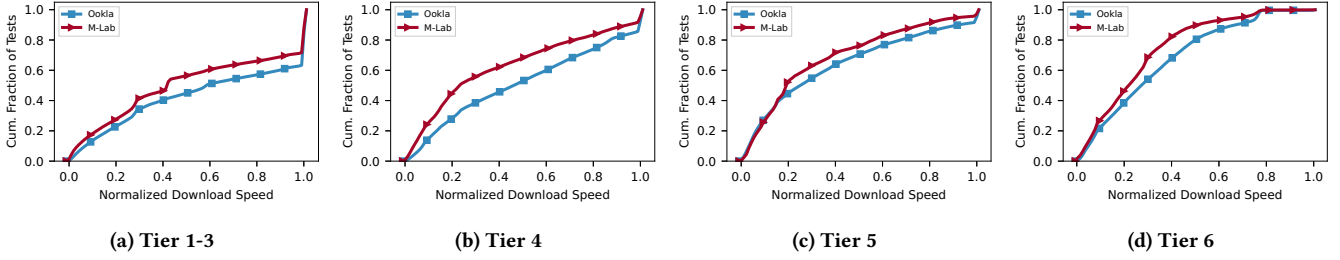 Cum. Fraction of Tests
1.0
0.8
0.6
0.4
0.2
0.0
Ookla
M-Lab
0.0 0.2 0.4 0.6 0.8 1.0
Normalized Download Speed
(a) Tier 1-3
Cum. Fraction of Tests
1.0
0.8
0.6
0.4
0.2
0.0
Ookla
M-Lab
0.0 0.2 0.4 0.6 0.8 1.0
Normalized Download Speed
(b) Tier 4
Cum. Fraction of Tests
1.0
0.8
0.6
0.4
0.2
0.0
Ookla
M-Lab
0.0 0.2 0.4 0.6 0.8 1.0
Normalized Download Speed
(c) Tier 5
Cum. Fraction of Tests
1.0
0.8
0.6
0.4
0.2
0.0
Ookla
M-Lab
0.0 0.2 0.4 0.6 0.8 1.0
Normalized Download Speed
(d) Tier 6